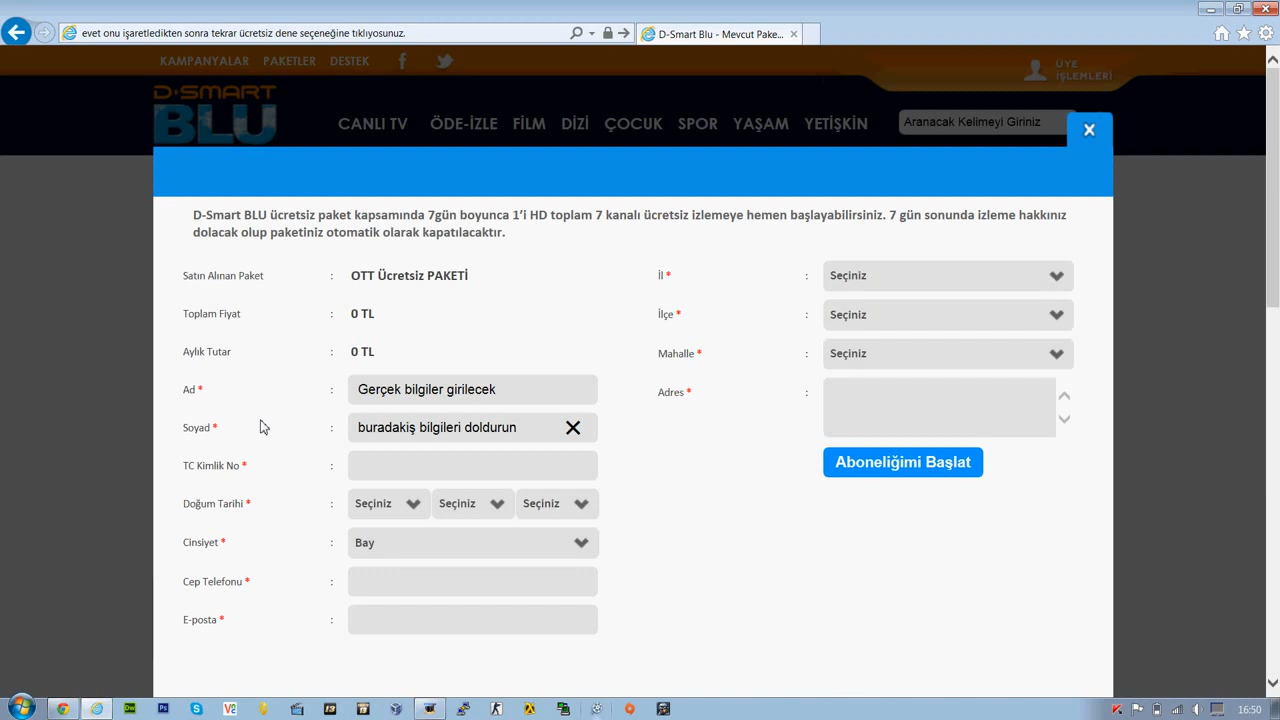 evet onu işaretledikten sonra tekrar ücretsiz dene seçeneğine tıklıyosunuz.
D-Smart Blu - Mevcut Pake...
KAMPANYALAR PAKETLER DESTEK
ÜYE
İŞLEMLERİ
D-SMART
BLU
CANLI TV ÖDE-İZLE FİLM DİZİ ÇOCUK SPOR YAŞAM YETİŞKİN
Aranacak Kelimeyi Giriniz
D-Smart BLU ücretsiz paket kapsamında 7gün boyunca 1'i HD toplam 7 kanalı ücretsiz izlemeye hemen başlayabilirsiniz. 7 gün sonunda izleme hakkınız
dolacak olup paketiniz otomatik olarak kapatılacaktır.
Satın Alınan Paket : OTT Ücretsiz PAKETİ
Toplam Fiyat : 0 TL
Aylık Tutar : 0 TL
Ad * : Gerçek bilgiler girilecek
Soyad * : buradakiş bilgileri doldurun
TC Kimlik No * :
Doğum Tarihi * : Seçiniz Seçiniz Seçiniz
Cinsiyet * : Bay
Cep Telefonu * :
E-posta * :
İl * : Seçiniz
İlçe * : Seçiniz
Mahalle * : Seçiniz
Adres * :
Aboneliğimi Başlat
16:50